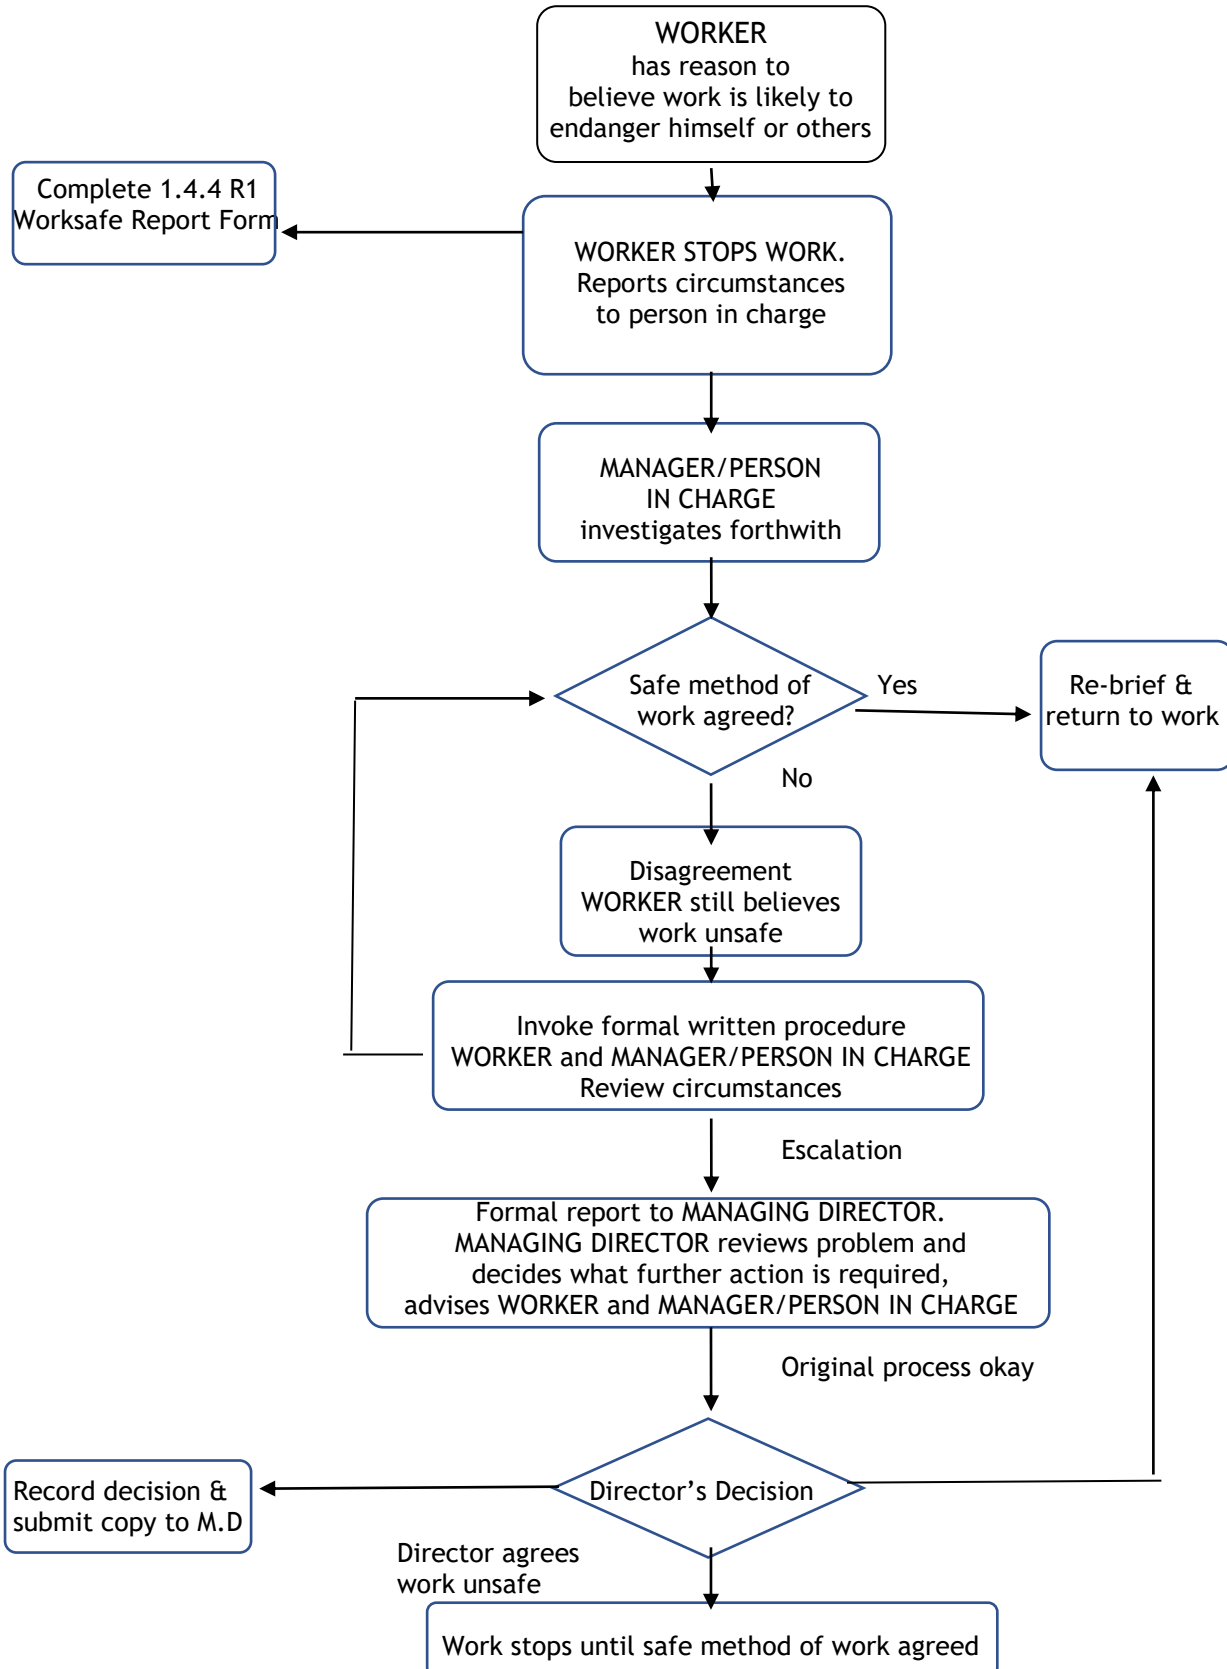 WORKER
has reason to
believe work is likely to
endanger himself or others
Complete 1.4.4 R1
Worksafe Report Form
WORKER STOPS WORK.
Reports circumstances
to person in charge
MANAGER/PERSON
IN CHARGE
investigates forthwith
Safe method of
work agreed?
Yes
Re-brief &
return to work
No
Disagreement
WORKER still believes
work unsafe
Invoke formal written procedure
WORKER and MANAGER/PERSON IN CHARGE
Review circumstances
Escalation
Formal report to MANAGING DIRECTOR.
MANAGING DIRECTOR reviews problem and
decides what further action is required,
advises WORKER and MANAGER/PERSON IN CHARGE
Original process okay
Director’s Decision
Record decision &
submit copy to M.D
Director agrees
work unsafe
Work stops until safe method of work agreed